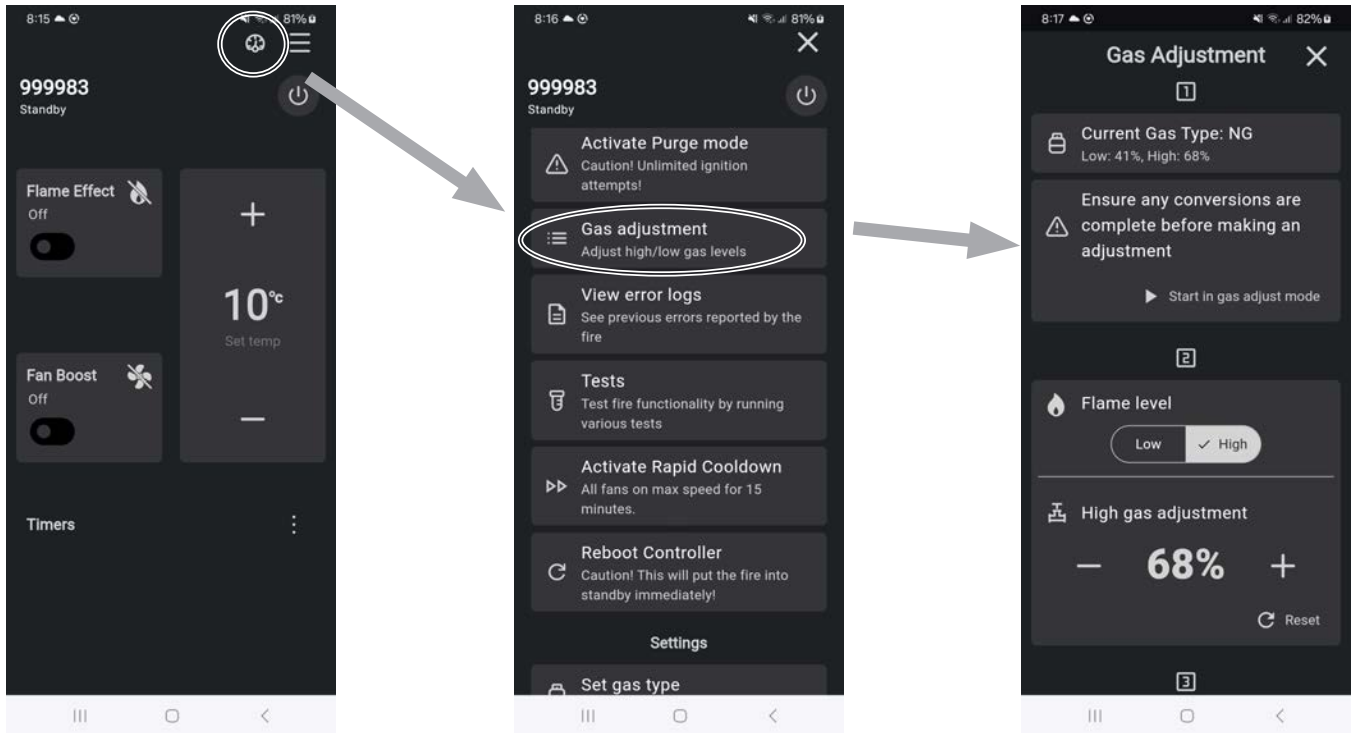 8:15
81%
999983
Standby
Flame Effect
Off
+
10°c
Set temp
−
Fan Boost
Off
Timers
8:16
81%
999983
Standby
Activate Purge mode
Caution! Unlimited ignition
attempts!
Gas adjustment
Adjust high/low gas levels
View error logs
See previous errors reported by the
fire
Tests
Test fire functionality by running
various tests
Activate Rapid Cooldown
All fans on max speed for 15
minutes.
Reboot Controller
Caution! This will put the fire into
standby immediately!
Settings
Set gas type
8:17
82%
Gas Adjustment
1
Current Gas Type: NG
Low: 41%, High: 68%
Ensure any conversions are
complete before making an
adjustment
Start in gas adjust mode
2
Flame level
Low High
High gas adjustment
− 68% +
Reset
3